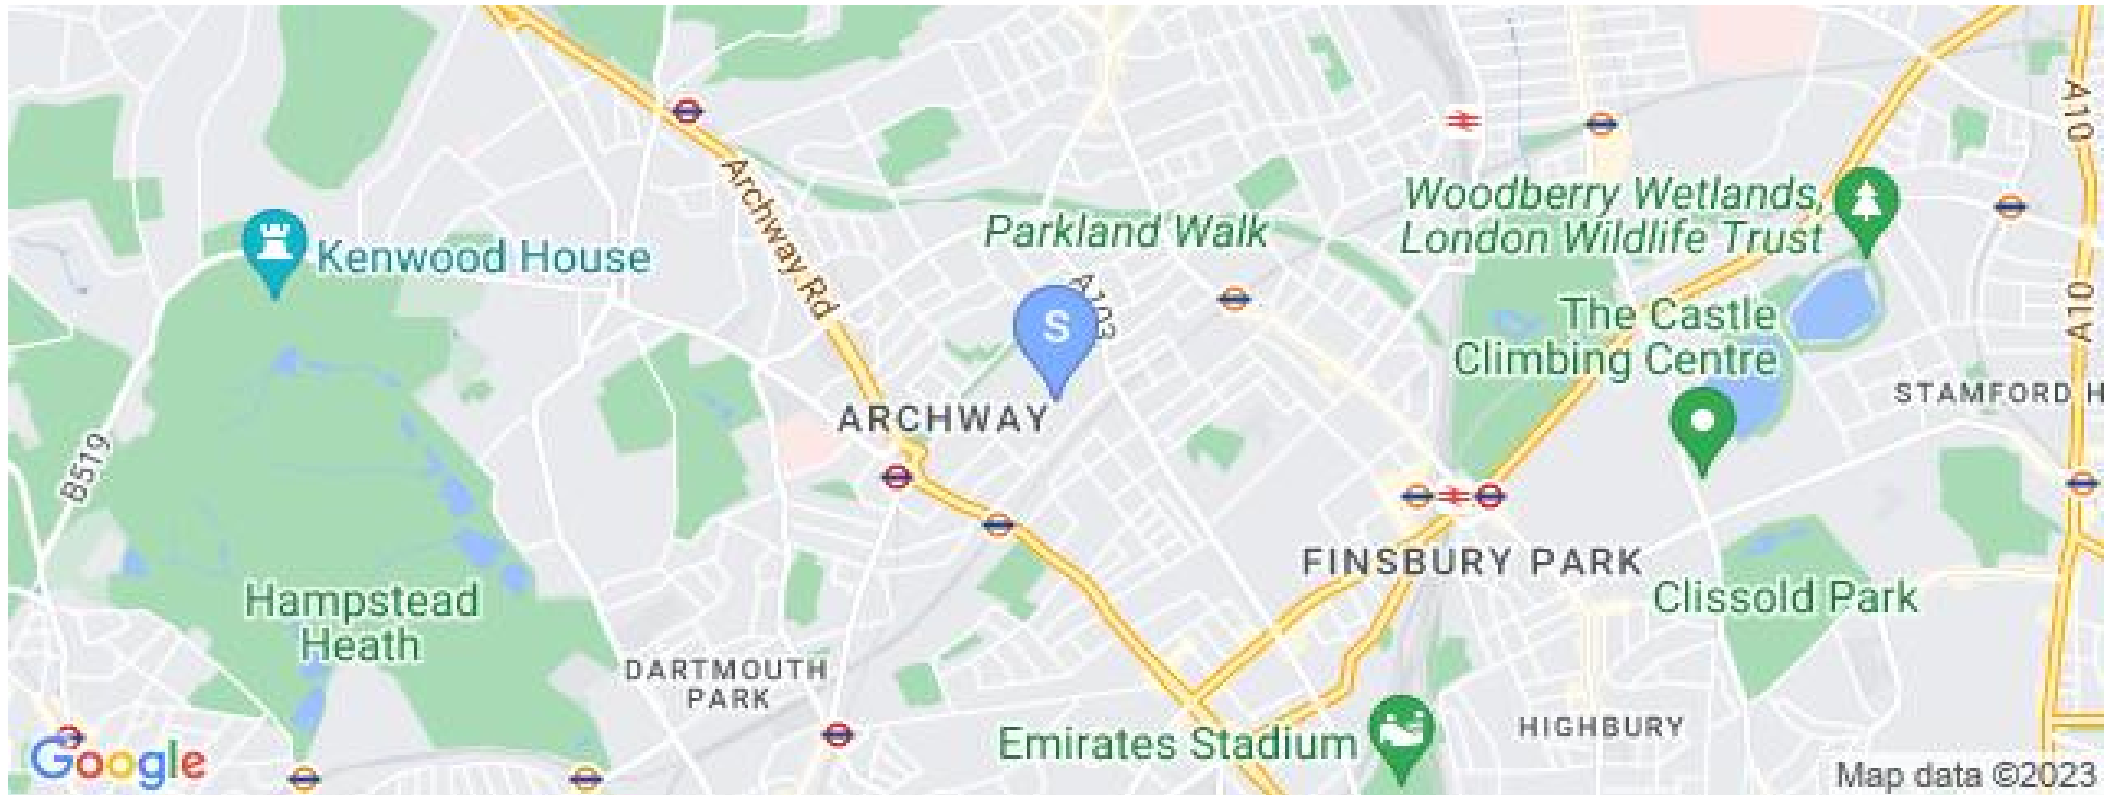 A10
Archway Rd
Woodberry Wetlands,
London Wildlife Trust
Parkland Walk
Kenwood House
A103
S
A10
The Castle
Climbing Centre
STAMFORD H
ARCHWAY
B519
FINSBURY PARK
Hampstead
Heath
Clissold Park
DARTMOUTH
PARK
HIGHBURY
Emirates Stadium
Google
Map data ©2023